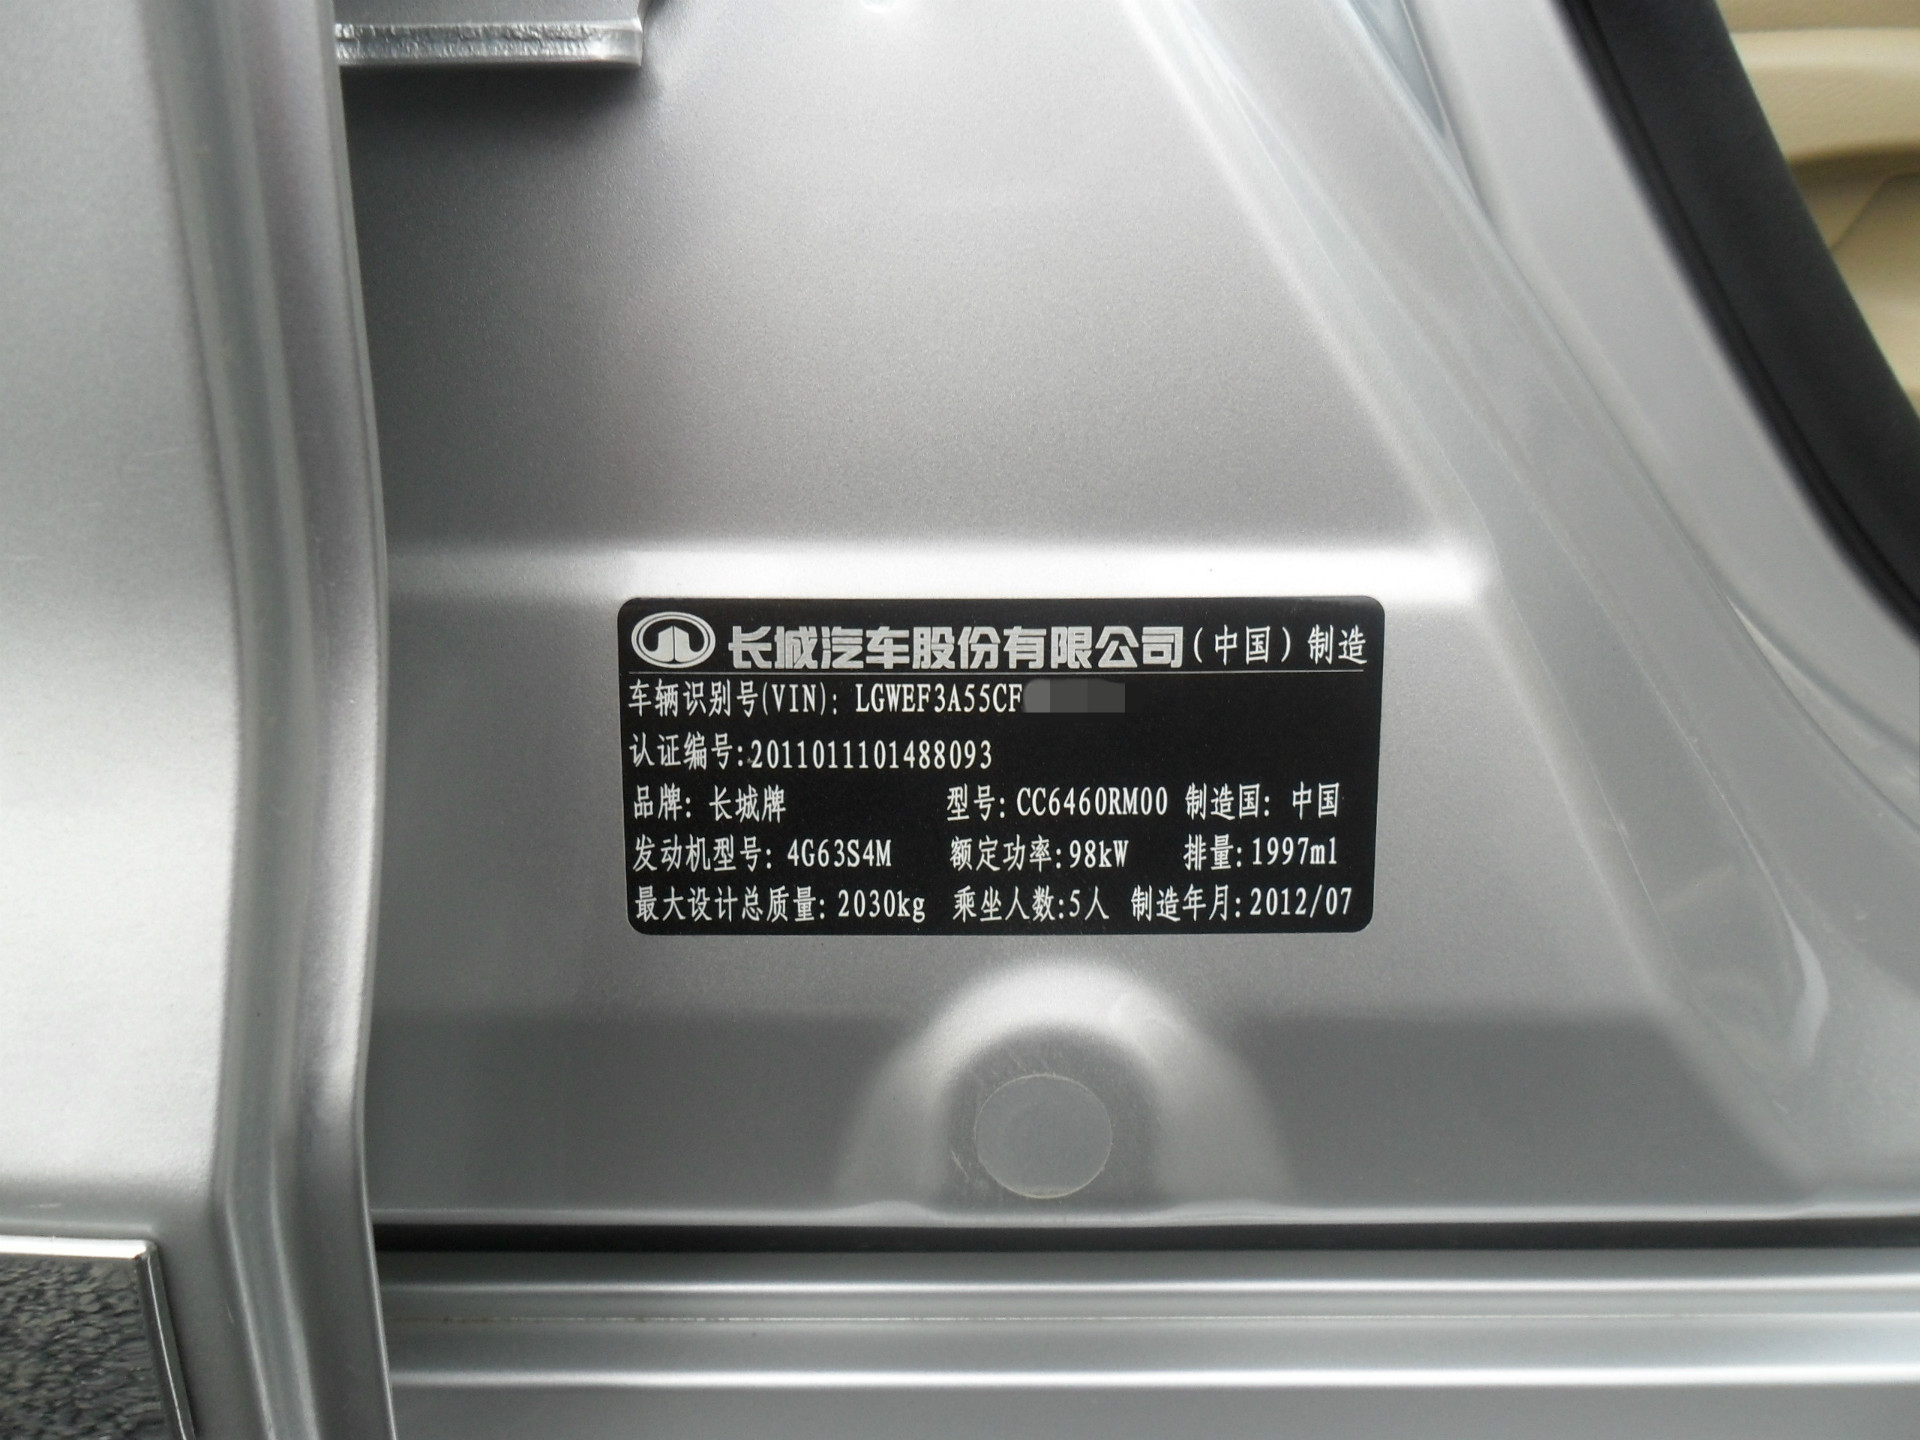 长城汽车股份有限公司(中国)制造
车辆识别号(VIN): LGWEF3A55CF
认证编号:2011011101488093
品牌: 长城牌 型号: CC6460RM00 制造国: 中国
发动机型号: 4G63S4M 额定功率:98kW 排量:1997ml
最大设计总质量: 2030kg 乘坐人数:5人 制造年月:2012/07